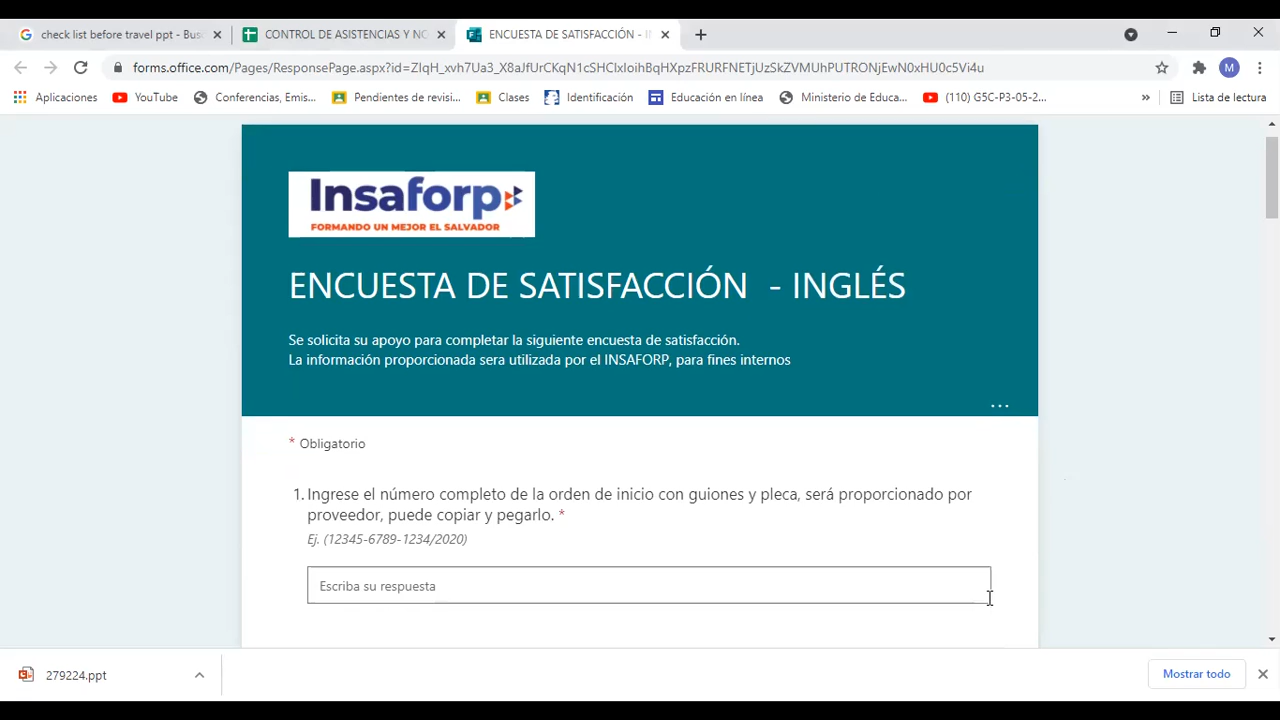 check list before travel ppt - Bus
CONTROL DE ASISTENCIAS Y NO
ENCUESTA DE SATISFACCIÓN - I
forms.office.com/Pages/ResponsePage.aspx?id=ZIqH_xvh7Ua3_X8aJfUrCKqN1cSHClxIoihBqHXpzFRURFNETjUzSkZVMUhPUTRONjEwN0xHU0c5Vi4u
M
Aplicaciones
YouTube
Conferencias, Emis...
Pendientes de revisi...
Clases
Identificación
Educación en línea
Ministerio de Educa...
(110) G5C-P3-05-2...
»
Lista de lectura
Insaforp
FORMANDO UN MEJOR EL SALVADOR
ENCUESTA DE SATISFACCIÓN - INGLÉS
Se solicita su apoyo para completar la siguiente encuesta de satisfacción.
La información proporcionada sera utilizada por el INSAFORP, para fines internos
...
* Obligatorio
1. Ingrese el número completo de la orden de inicio con guiones y pleca, será proporcionado por
proveedor, puede copiar y pegarlo. *
Ej. (12345-6789-1234/2020)
Escriba su respuesta
279224.ppt
Mostrar todo